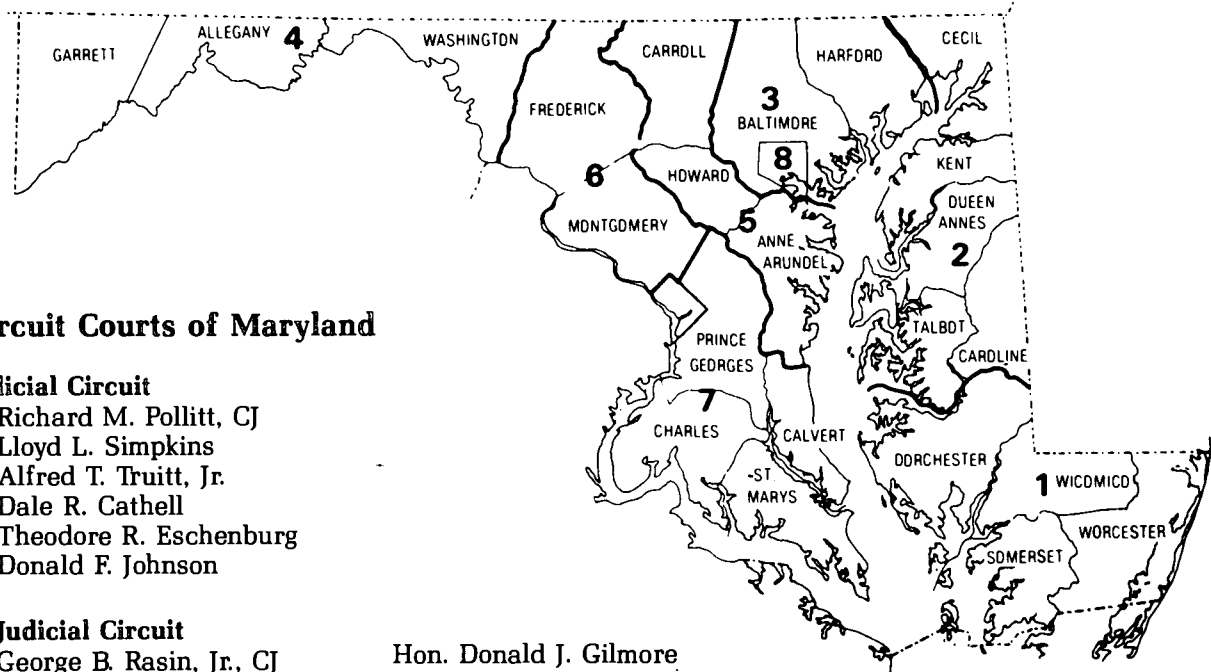 GARRETT
ALLEGANY 4
WASHINGTON
FREDERICK
CARROLL
3
BALTIMORE
HARFORD
CECIL
8
KENT
6
HOWARD
MONTGOMERY
5
ANNE
ARUNDEL
QUEEN
ANNES
2
TALBOT
CAROLINE
PRINCE
GEORGES
7
CHARLES
CALVERT
ST.
MARYS
DORCHESTER
1 WICOMICO
WORCESTER
SOMERSET
rcuit Courts of Maryland
licial Circuit
Richard M. Pollitt, CJ
Lloyd L. Simpkins
Alfred T. Truitt, Jr.
Dale R. Cathell
Theodore R. Eschenburg
Donald F. Johnson
Judicial Circuit
George B. Rasin, Jr., CJ
Hon. Donald J. Gilmore